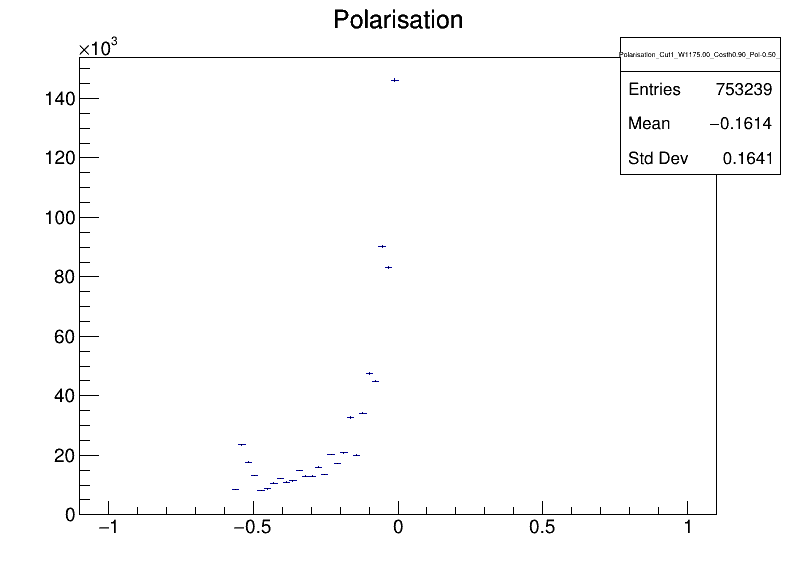 Polarisation
×10³
Polarisation_Cut1_W1175.00_Costh0.90_Pol-0.50_
Entries 753239
Mean −0.1614
Std Dev 0.1641
140
120
100
80
60
40
20
0
−1 −0.5 0 0.5 1